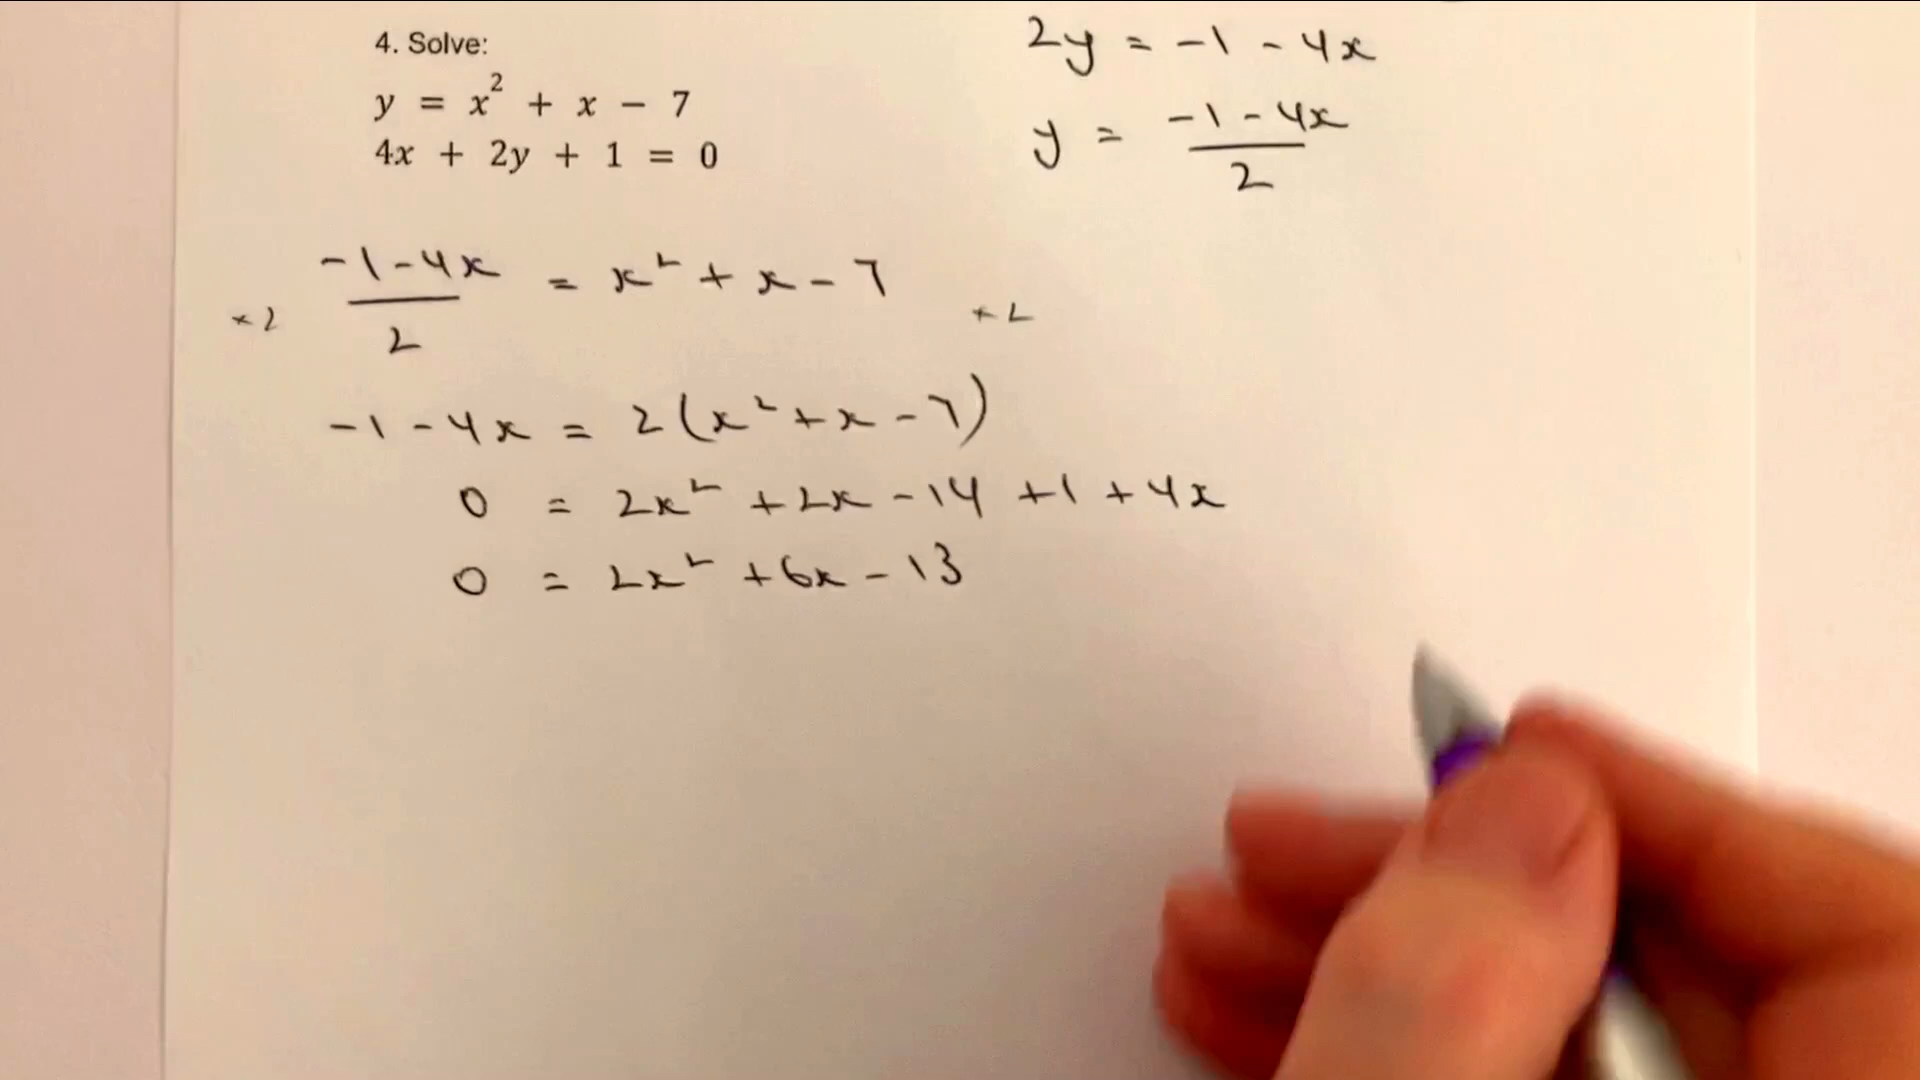 4. Solve:
y = x² + x − 7
4x + 2y + 1 = 0
2y = -1 - 4x
y = (-1 - 4x)/2
×2 (-1 - 4x)/2 = x² + x - 7 ×2
-1 - 4x = 2(x² + x - 7)
0 = 2x² + 2x - 14 + 1 + 4x
0 = 2x² + 6x - 13